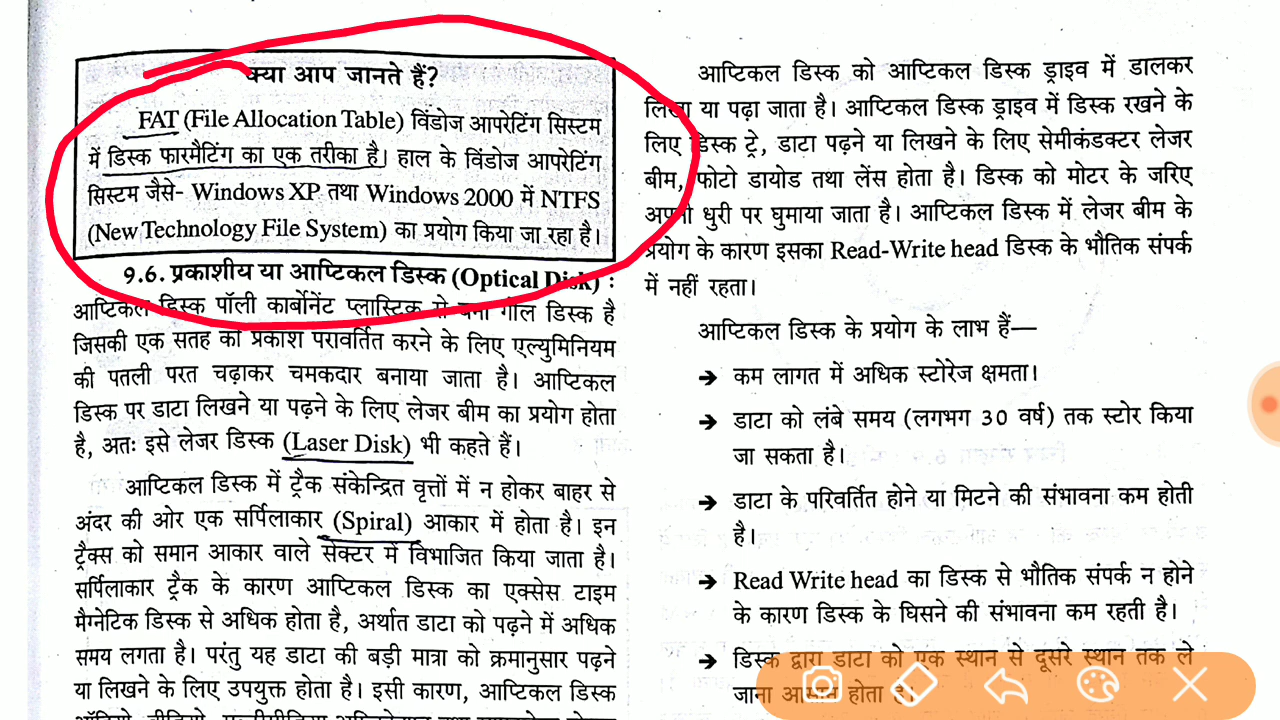 क्या आप जानते हैं?
FAT (File Allocation Table) विंडोज आपरेटिंग सिस्टम
में डिस्क फारमैटिंग का एक तरीका है। हाल के विंडोज आपरेटिंग
सिस्टम जैसे- Windows XP तथा Windows 2000 में NTFS
(New Technology File System) का प्रयोग किया जा रहा है।
9.6. प्रकाशीय या आप्टिकल डिस्क (Optical Disk) :
आप्टिकल डिस्क पॉली कार्बोनेंट प्लास्टिक से बना गोल डिस्क है
जिसकी एक सतह को प्रकाश परावर्तित करने के लिए एल्युमिनियम
की पतली परत चढ़ाकर चमकदार बनाया जाता है। आप्टिकल
डिस्क पर डाटा लिखने या पढ़ने के लिए लेजर बीम का प्रयोग होता
है, अतः इसे लेजर डिस्क (Laser Disk) भी कहते हैं।
आप्टिकल डिस्क में ट्रैक संकेन्द्रित वृत्तों में न होकर बाहर से
अंदर की ओर एक सर्पिलाकार (Spiral) आकार में होता है। इन
ट्रैक्स को समान आकार वाले सेक्टर में विभाजित किया जाता है।
सर्पिलाकार ट्रैक के कारण आप्टिकल डिस्क का एक्सेस टाइम
मैग्नेटिक डिस्क से अधिक होता है, अर्थात डाटा को पढ़ने में अधिक
समय लगता है। परंतु यह डाटा की बड़ी मात्रा को क्रमानुसार पढ़ने
या लिखने के लिए उपयुक्त होता है। इसी कारण, आप्टिकल डिस्क
आप्टिकल डिस्क को आप्टिकल डिस्क ड्राइव में डालकर
लिखा या पढ़ा जाता है। आप्टिकल डिस्क ड्राइव में डिस्क रखने के
लिए डिस्क ट्रे, डाटा पढ़ने या लिखने के लिए सेमीकंडक्टर लेजर
बीम, फोटो डायोड तथा लेंस होता है। डिस्क को मोटर के जरिए
अपनी धुरी पर घुमाया जाता है। आप्टिकल डिस्क में लेजर बीम के
प्रयोग के कारण इसका Read-Write head डिस्क के भौतिक संपर्क
में नहीं रहता।
आप्टिकल डिस्क के प्रयोग के लाभ हैं—
➔ कम लागत में अधिक स्टोरेज क्षमता।
➔ डाटा को लंबे समय (लगभग 30 वर्ष) तक स्टोर किया
जा सकता है।
➔ डाटा के परिवर्तित होने या मिटने की संभावना कम होती
है।
➔ Read Write head का डिस्क से भौतिक संपर्क न होने
के कारण डिस्क के घिसने की संभावना कम रहती है।
➔ डिस्क द्वारा डाटा को एक स्थान से दूसरे स्थान तक ले
जाना आसान होता है।